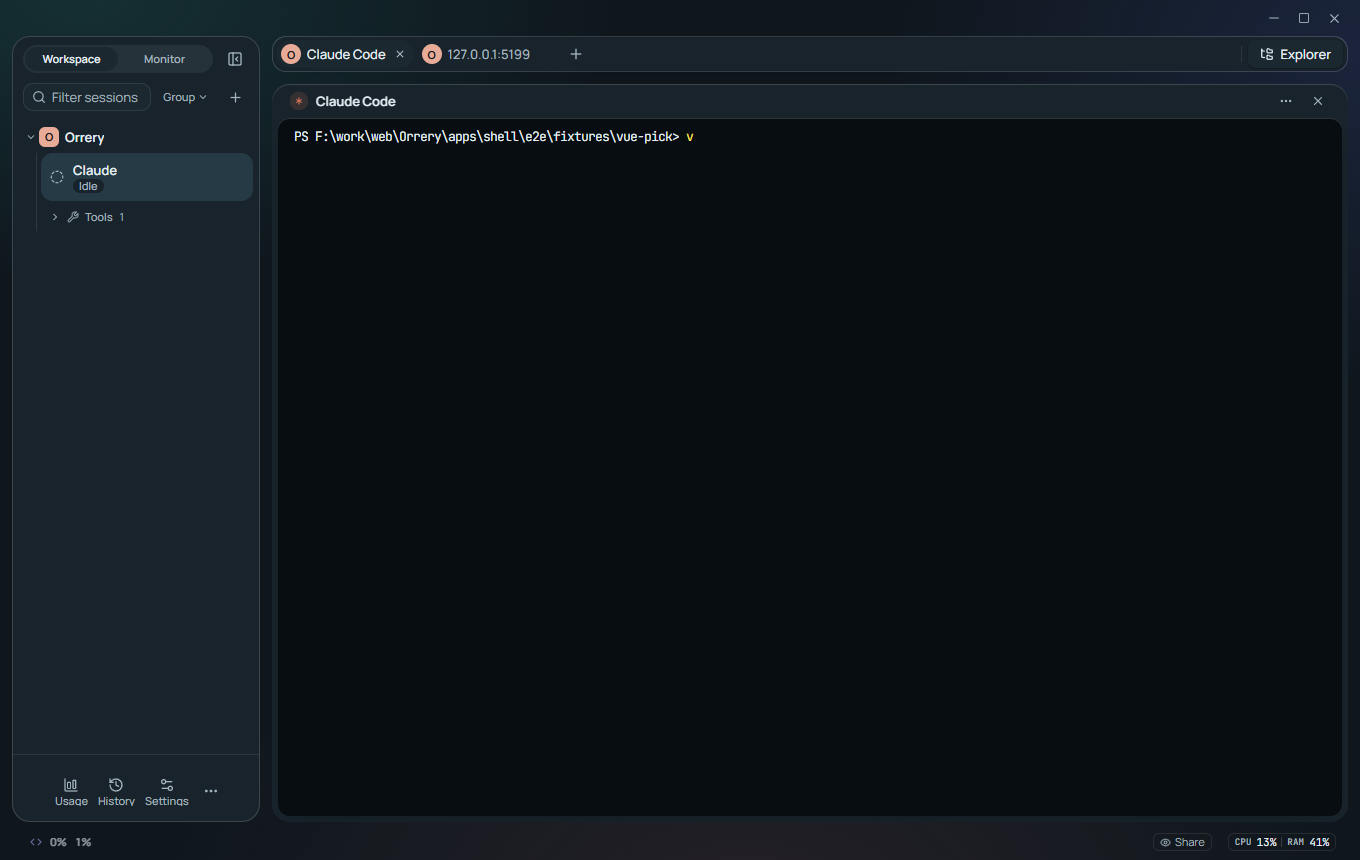 Workspace
Monitor
O
Claude Code
O
127.0.0.1:5199
Explorer
Filter sessions
Group
O
Orrery
Claude
Idle
Tools 1
Claude Code
PS F:\work\web\Orrery\apps\shell\e2e\fixtures\vue-pick> v
Usage
History
Settings
0% 1%
Share
CPU 13% RAM 41%